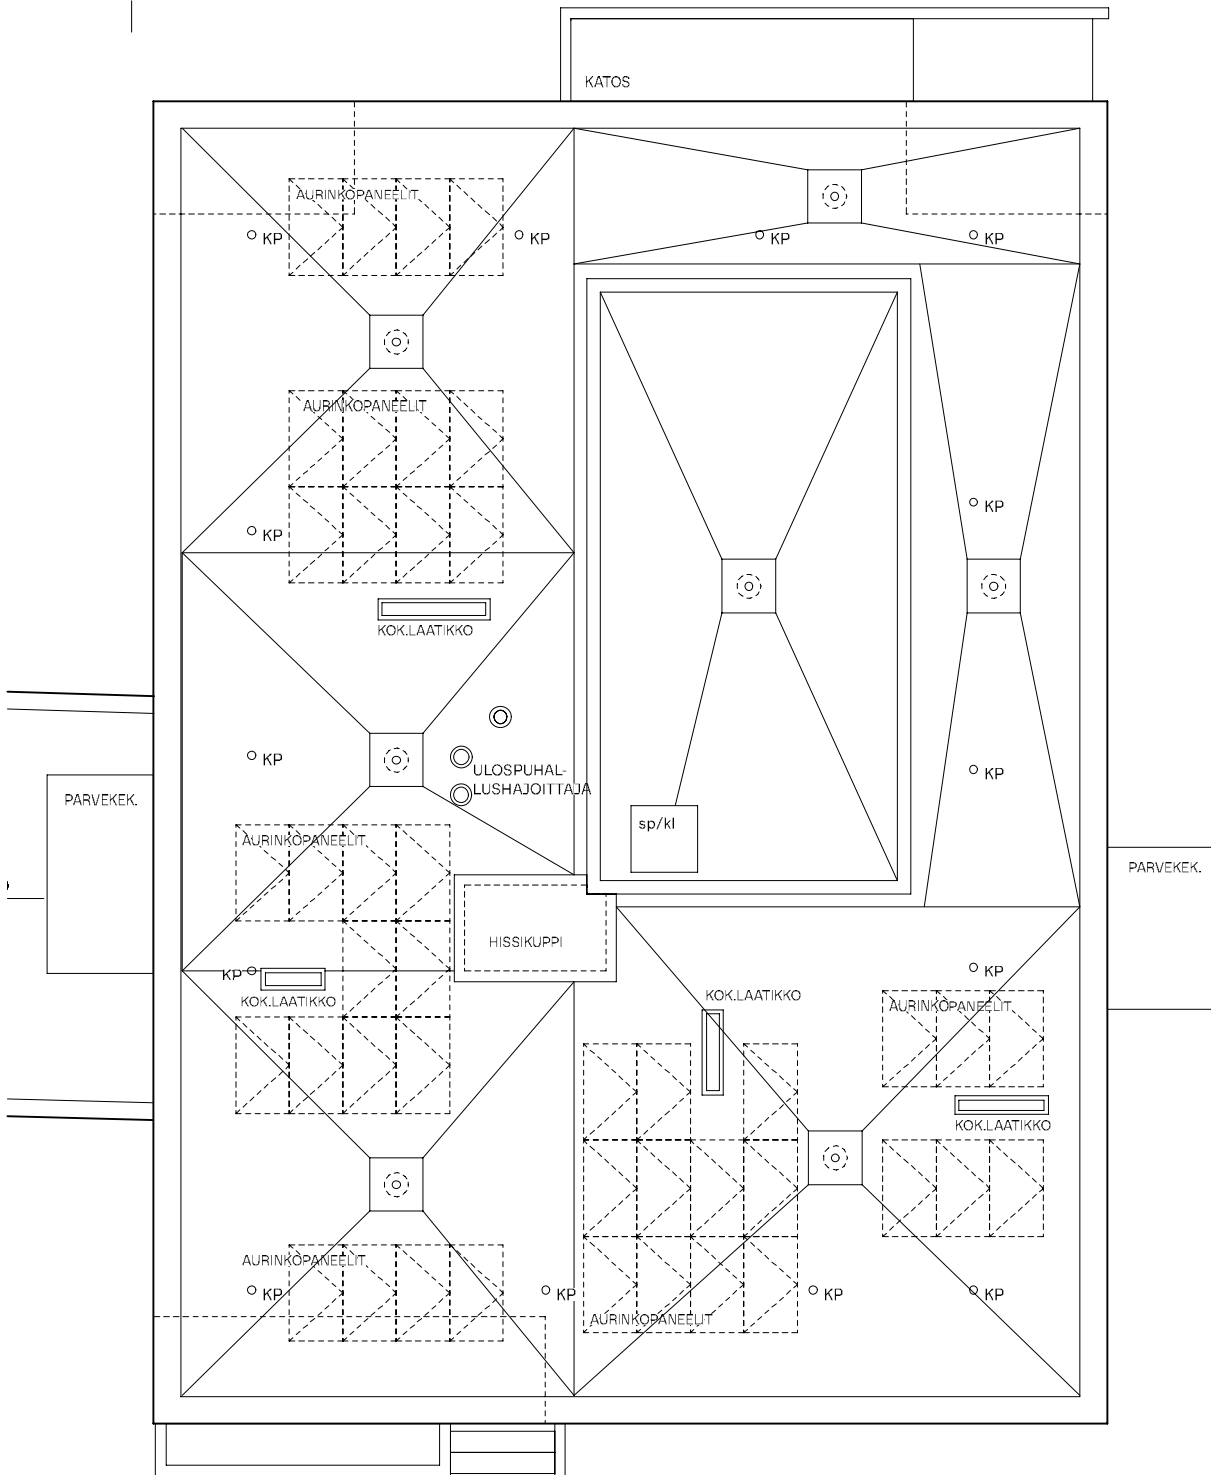 KATOS
AURINKOPANEELIT
KP
KP
KP
KP
AURINKOPANEELIT
KP
KP
KOK.LAATIKKO
KP
ULOSPUHAL-
LUSHAJOITTAJA
KP
PARVEKEK.
sp/kl
AURINKOPANEELIT
PARVEKEK.
HISSIKUPPI
KP
KP
KOK.LAATIKKO
KOK.LAATIKKO
AURINKOPANEELIT
KOK.LAATIKKO
AURINKOPANEELIT
KP
KP
KP
KP
AURINKOPANEELIT